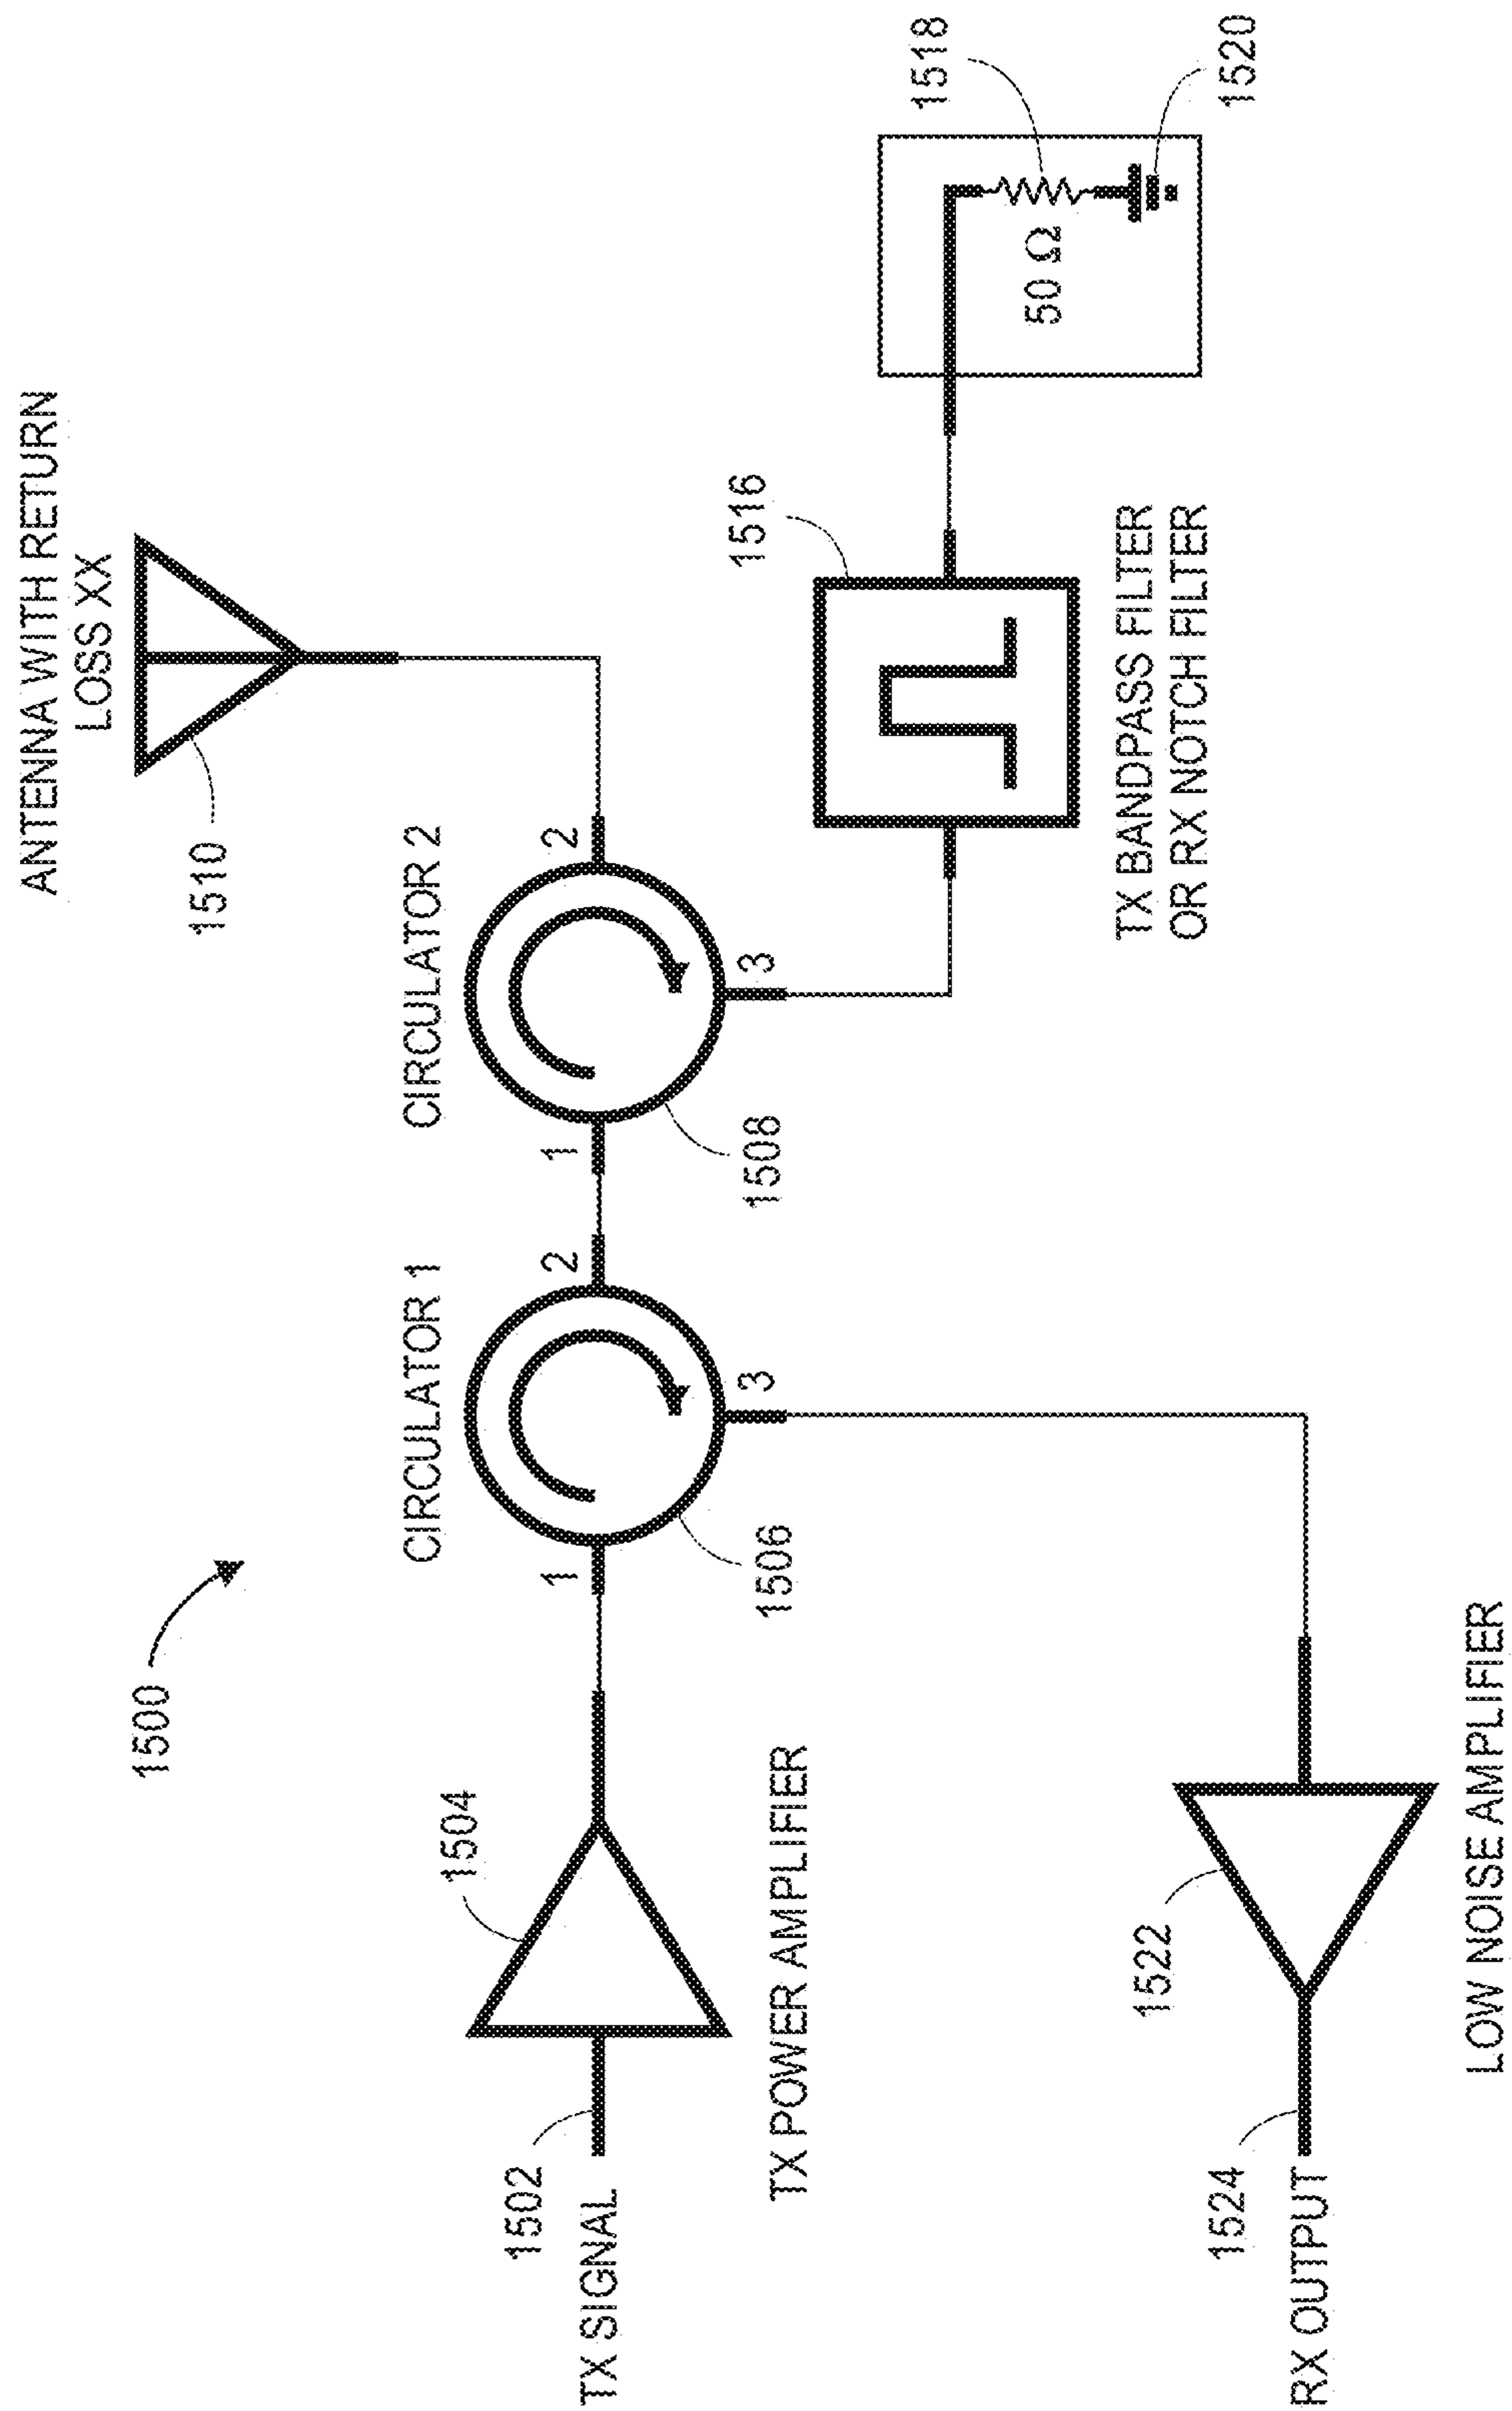 1500
ANTENNA WITH RETURN
LOSS XX
1510
CIRCULATOR 1
CIRCULATOR 2
1504
1502
TX SIGNAL
TX POWER AMPLIFIER
1
2
3
1506
1
2
3
1508
1516
TX BANDPASS FILTER
OR RX NOTCH FILTER
1518
50 Ω
1520
1522
1524
RX OUTPUT
LOW NOISE AMPLIFIER